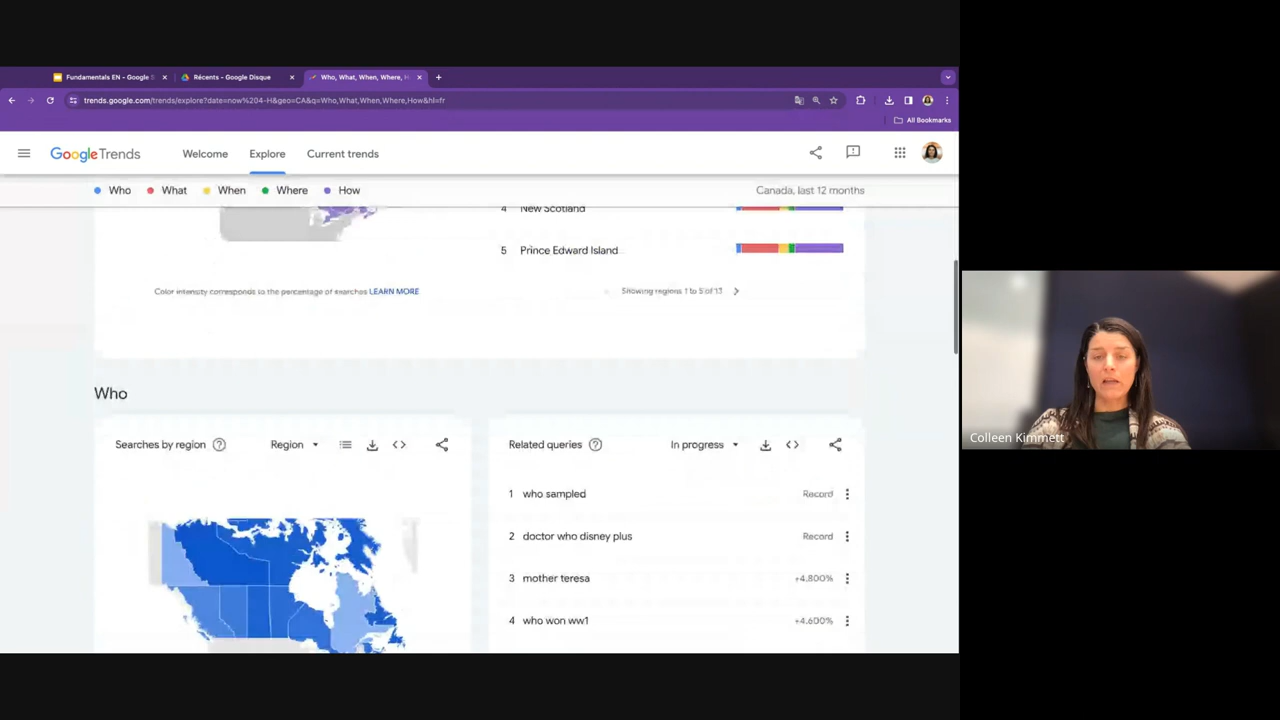 Fundamentals EN - Google S
Récents - Google Disque
Who, What, When, Where, H
trends.google.com/trends/explore?date=now%204-H&geo=CA&q=Who,What,When,Where,How&hl=fr
All Bookmarks
Google Trends
Welcome
Explore
Current trends
Who
What
When
Where
How
Canada, last 12 months
4 New Scotland
5 Prince Edward Island
Color intensity corresponds to the percentage of searches LEARN MORE
Showing regions 1 to 5 of 13
Who
Searches by region
Region
Related queries
In progress
1 who sampled Record
2 doctor who disney plus Record
3 mother teresa +4.800%
4 who won ww1 +4.600%
Colleen Kimmett